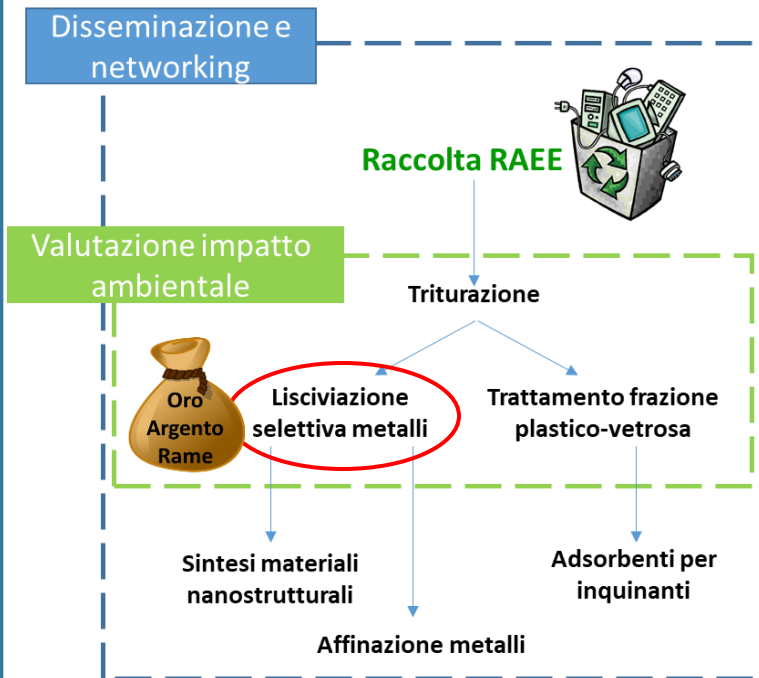 Disseminazione e
networking
Raccolta RAEE
Valutazione impatto
ambientale
Triturazione
Oro
Argento
Rame
Lisciviazione
selettiva metalli
Trattamento frazione
plastico-vetrosa
Sintesi materiali
nanostrutturali
Adsorbenti per
inquinanti
Affinazione metalli